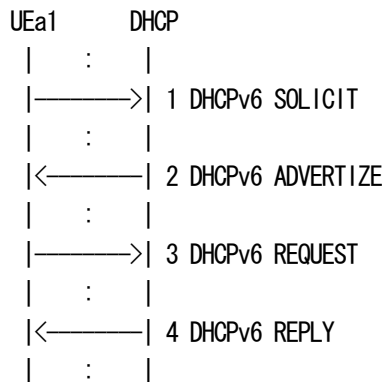 UEa1 DHCP
| : |
|-------->| 1 DHCPv6 SOLICIT
| : |
|<--------| 2 DHCPv6 ADVERTIZE
| : |
|-------->| 3 DHCPv6 REQUEST
| : |
|<--------| 4 DHCPv6 REPLY
| : |